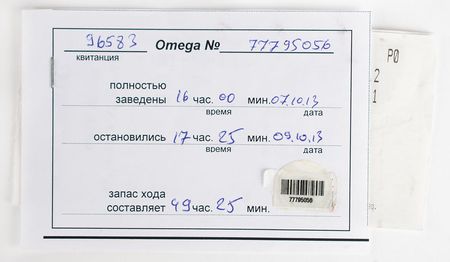 96583 Omega № 77795056
квитанция
полностью
заведены 16 час. 00 мин. 07.10.13
время дата
остановились 17 час. 25 мин. 09.10.13
время дата
запас хода
составляет 49 час. 25 мин.
77795056
PO
2
1